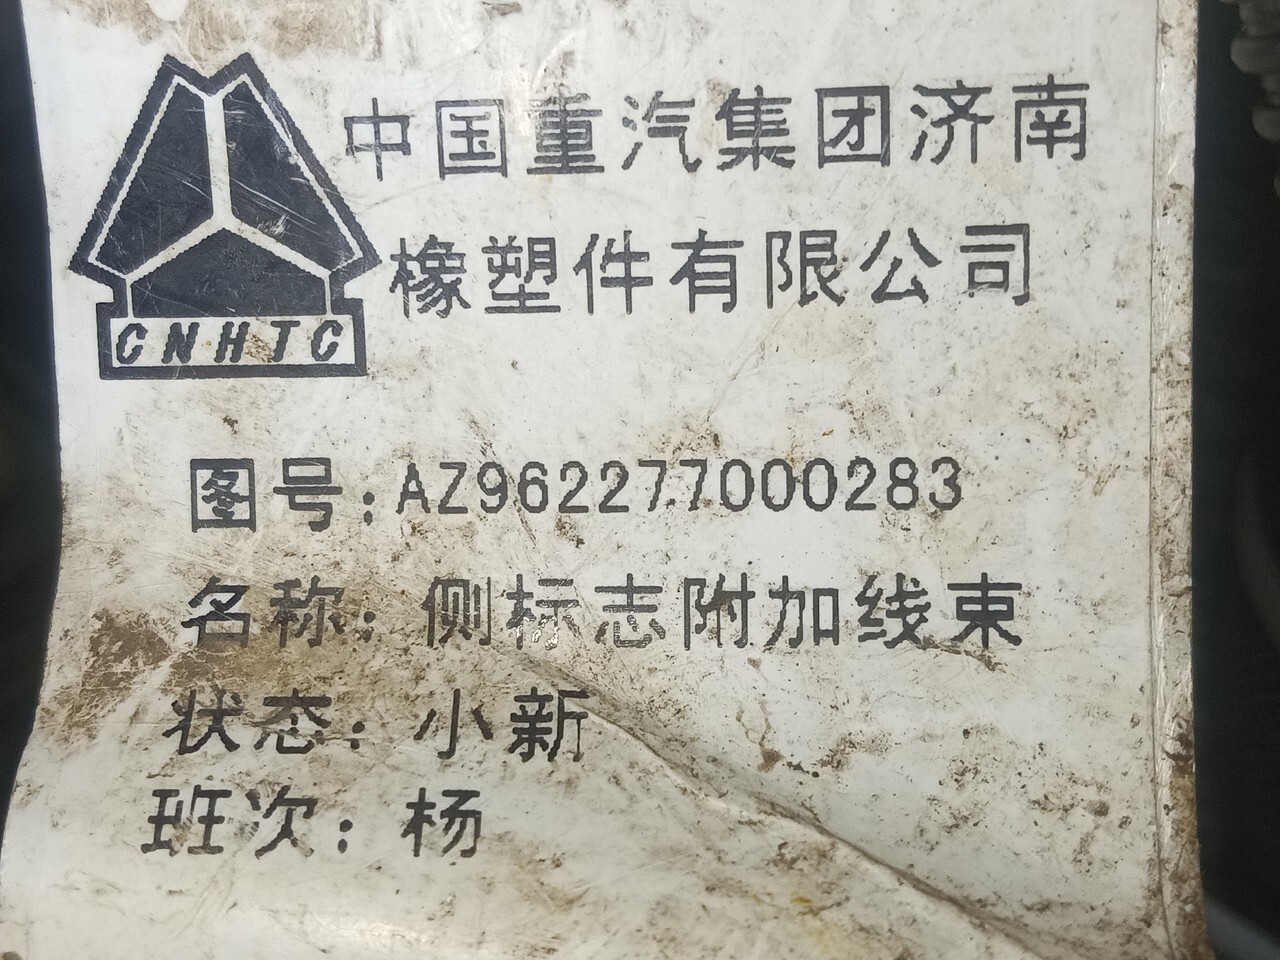 中国重汽集团济南
橡塑件有限公司
CNHTC
图号:AZ962277000283
名称:侧标志附加线束
状态:小新
班次:杨